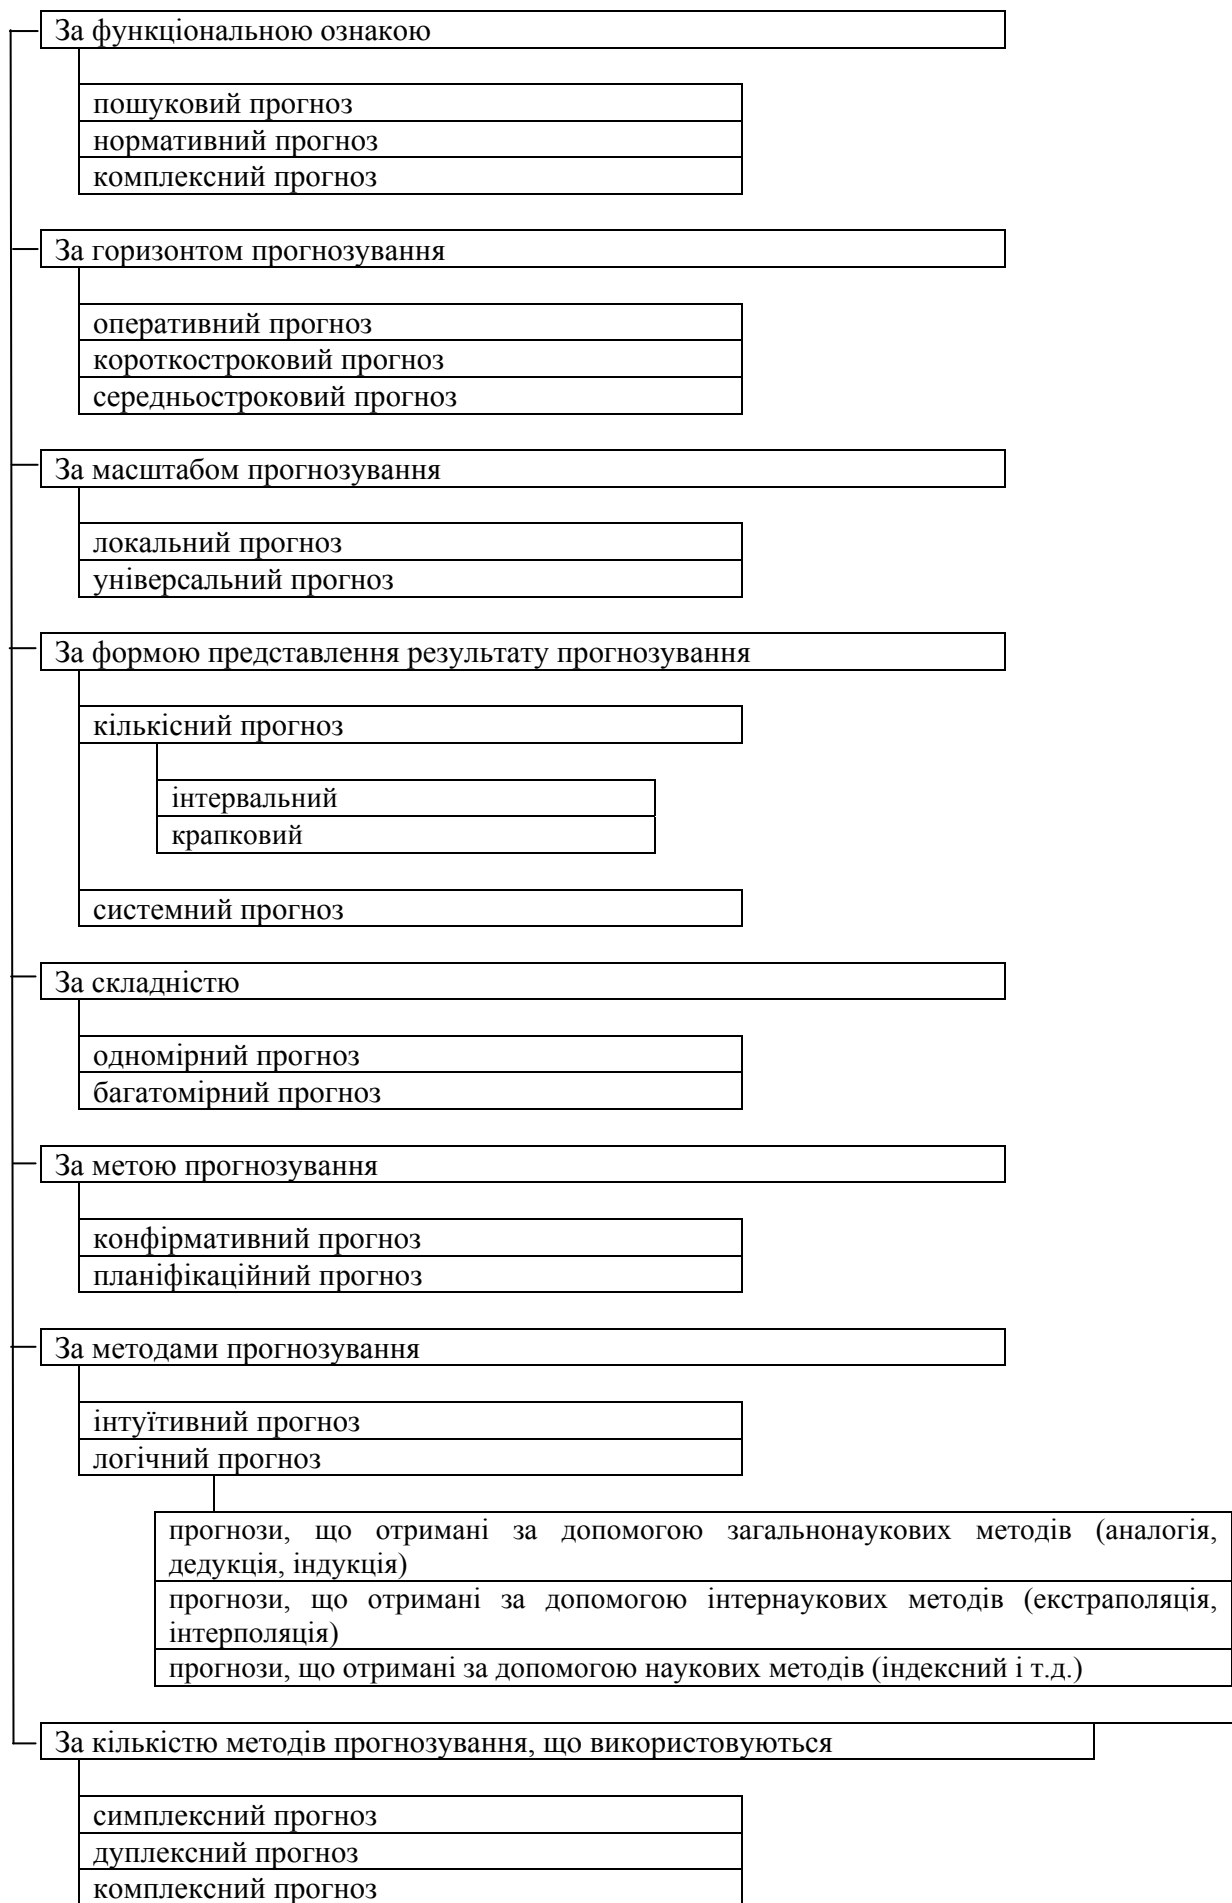 За функціональною ознакою
пошуковий прогноз
нормативний прогноз
комплексний прогноз
За горизонтом прогнозування
оперативний прогноз
короткостроковий прогноз
середньостроковий прогноз
За масштабом прогнозування
локальний прогноз
універсальний прогноз
За формою представлення результату прогнозування
кількісний прогноз
інтервальний
крапковий
системний прогноз
За складністю
одномірний прогноз
багатомірний прогноз
За метою прогнозування
конфірмативний прогноз
планіфікаційний прогноз
За методами прогнозування
інтуїтивний прогноз
логічний прогноз
прогнози, що отримані за допомогою загальнонаукових методів (аналогія,
дедукція, індукція)
прогнози, що отримані за допомогою інтернаукових методів (екстраполяція,
інтерполяція)
прогнози, що отримані за допомогою наукових методів (індексний і т.д.)
За кількістю методів прогнозування, що використовуються
симплексний прогноз
дуплексний прогноз
комплексний прогноз